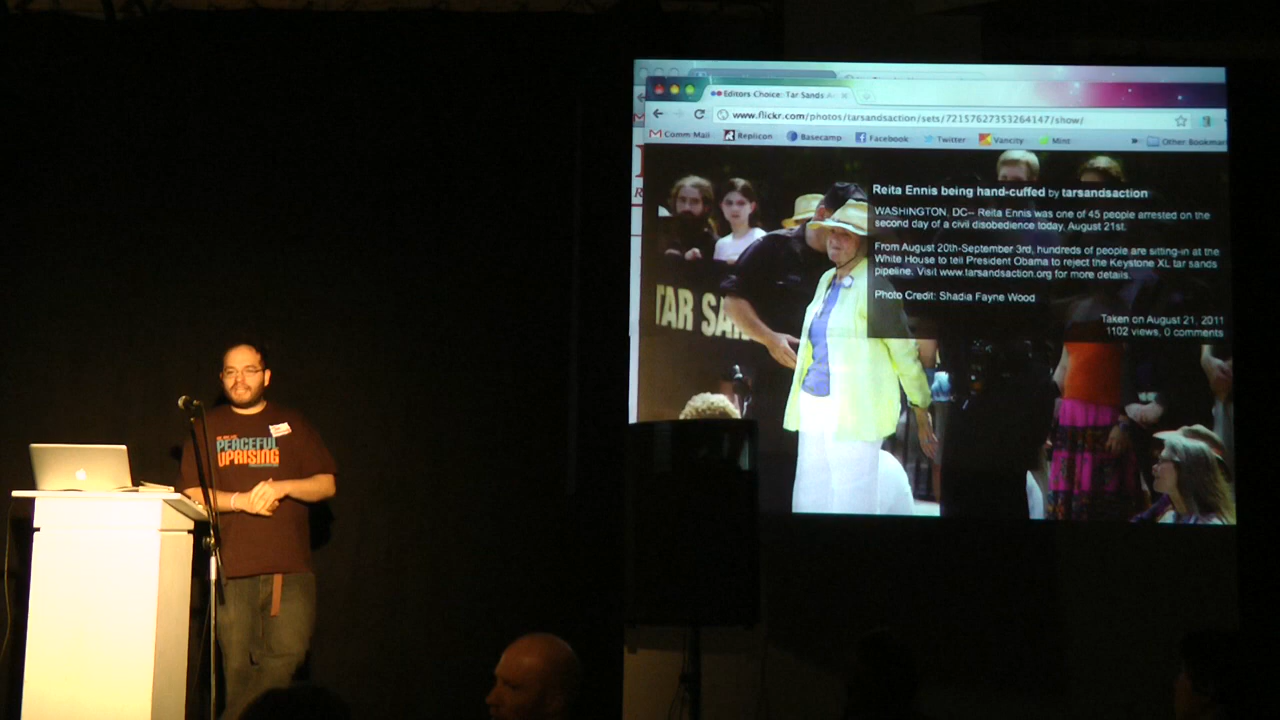 Editors Choice: Tar Sands A
www.flickr.com/photos/tarsandsaction/sets/72157627353264147/show/
Comm Mail Replicon Basecamp Facebook Twitter Vancity Mint Other Bookmar
Reita Ennis being hand-cuffed by tarsandsaction
WASHINGTON, DC-- Reita Ennis was one of 45 people arrested on the
second day of a civil disobedience today, August 21st.
From August 20th-September 3rd, hundreds of people are sitting-in at the
White House to tell President Obama to reject the Keystone XL tar sands
pipeline. Visit www.tarsandsaction.org for more details.
Photo Credit: Shadia Fayne Wood
Taken on August 21, 2011
1102 views, 0 comments
TAR SA
PEACEFUL
UPRISING